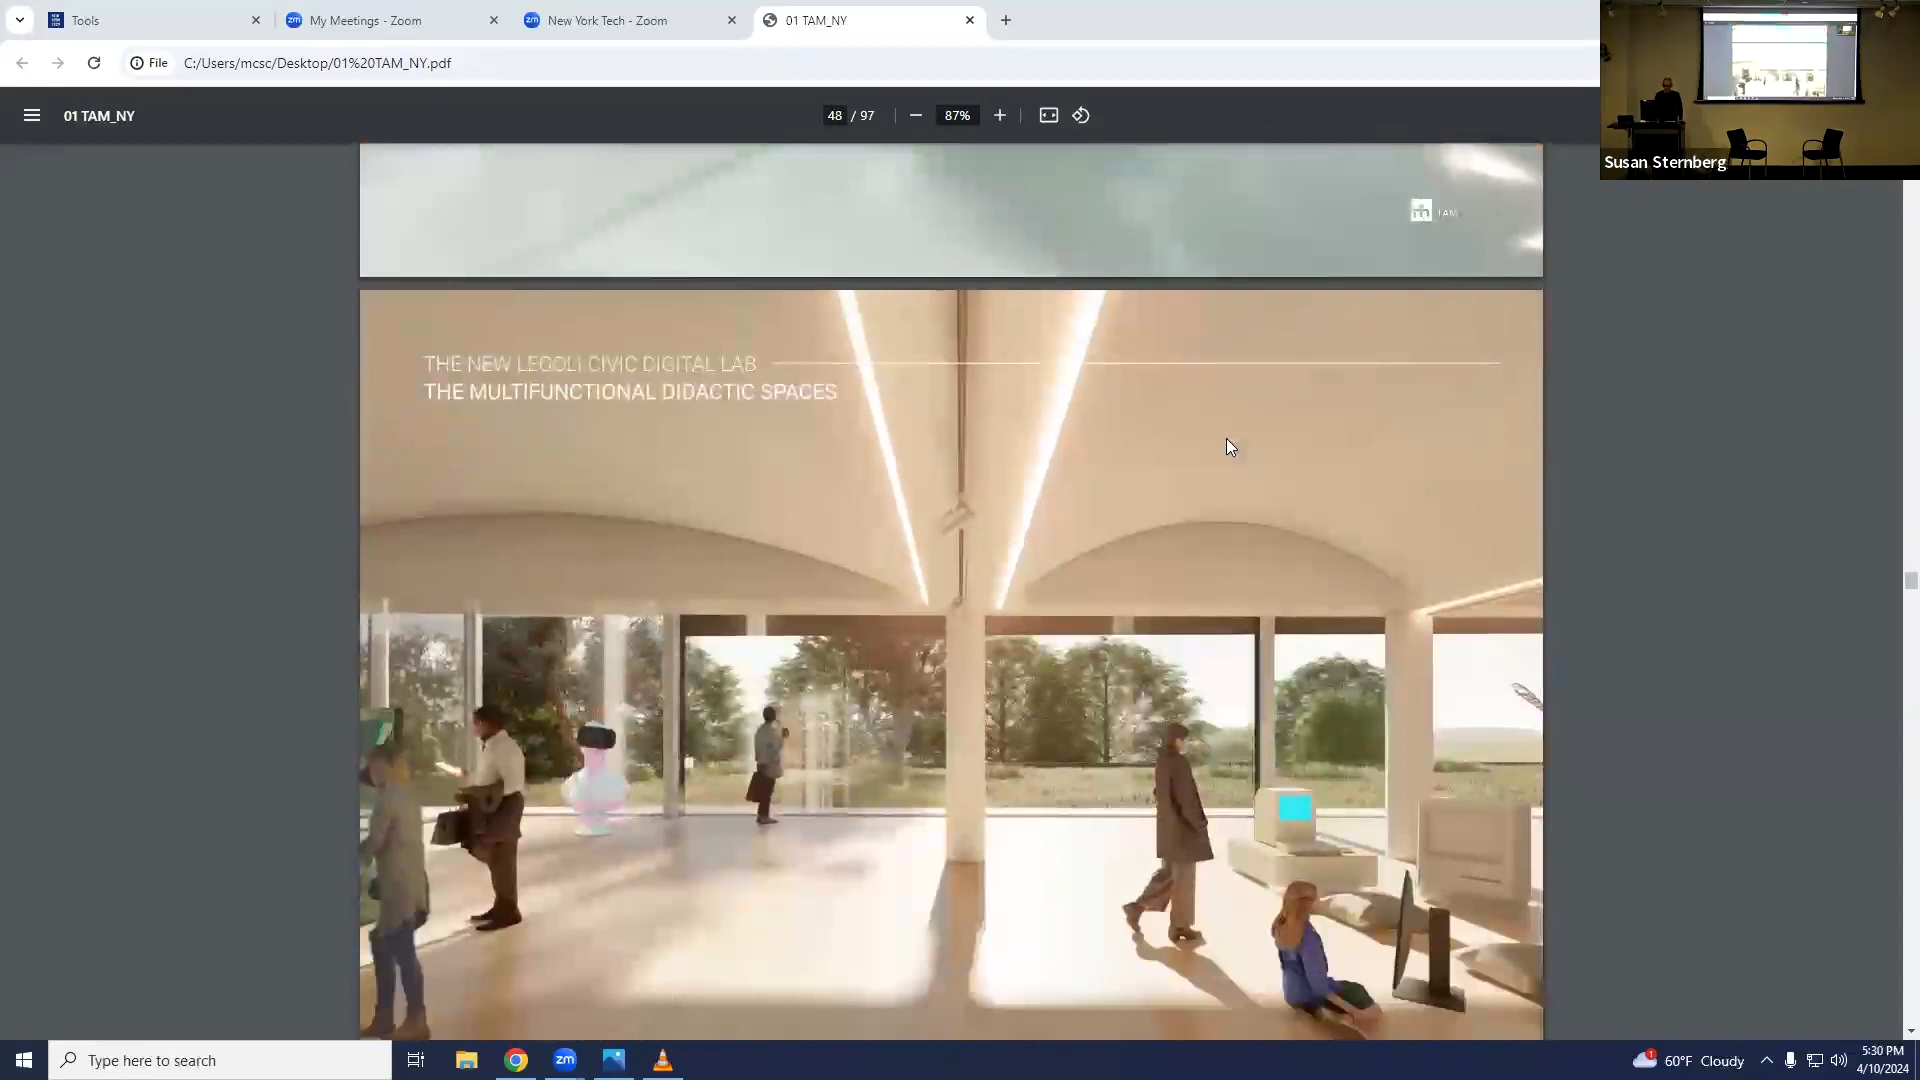 Tools
My Meetings - Zoom
New York Tech - Zoom
01 TAM_NY
File
C:/Users/mcsc/Desktop/01%20TAM_NY.pdf
01 TAM_NY
48 / 97
87%
Susan Sternberg
TAM
THE NEW LEGOLI CIVIC DIGITAL LAB
THE MULTIFUNCTIONAL DIDACTIC SPACES
Type here to search
zm
1
60°F Cloudy
5:30 PM
4/10/2024